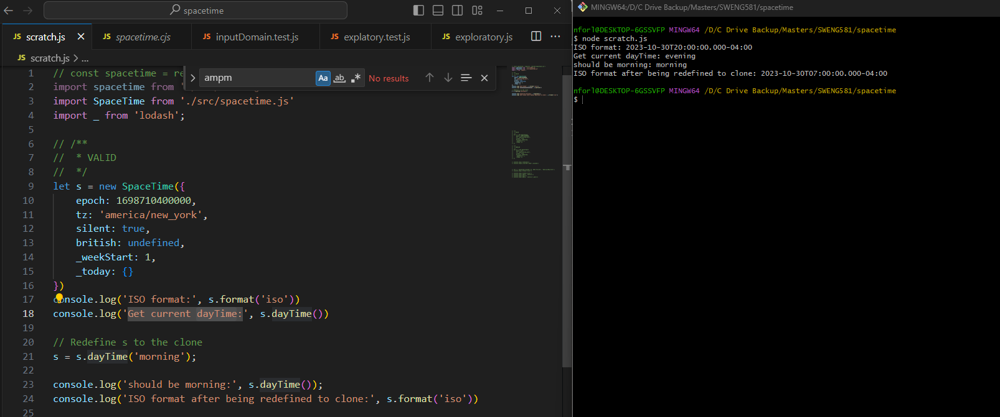 spacetime
JS scratch.js
JS spacetime.cjs
JS inputDomain.test.js
JS explatory.test.js
JS exploratory.js
JS scratch.js > ...
ampm
Aa
ab
No results
1 // const spacetime = re
2 import spacetime from '
3 import SpaceTime from './src/spacetime.js'
4 import _ from 'lodash';
5
6 // /**
7 //  * VALID
8 //  */
9 let s = new SpaceTime({
10     epoch: 1698710400000,
11     tz: 'america/new_york',
12     silent: true,
13     british: undefined,
14     _weekStart: 1,
15     _today: {}
16 })
17 console.log('ISO format:', s.format('iso'))
18 console.log('Get current dayTime:', s.dayTime())
19
20 // Redefine s to the clone
21 s = s.dayTime('morning');
22
23 console.log('should be morning:', s.dayTime());
24 console.log('ISO format after being redefined to clone:', s.format('iso'))
25
MINGW64:/D/C Drive Backup/Masters/SWENG581/spacetime
nforl@DESKTOP-6GSSVFP MINGW64 /D/C Drive Backup/Masters/SWENG581/spacetime
$ node scratch.js
ISO format: 2023-10-30T20:00:00.000-04:00
Get current dayTime: evening
should be morning: morning
ISO format after being redefined to clone: 2023-10-30T07:00:00.000-04:00
nforl@DESKTOP-6GSSVFP MINGW64 /D/C Drive Backup/Masters/SWENG581/spacetime
$